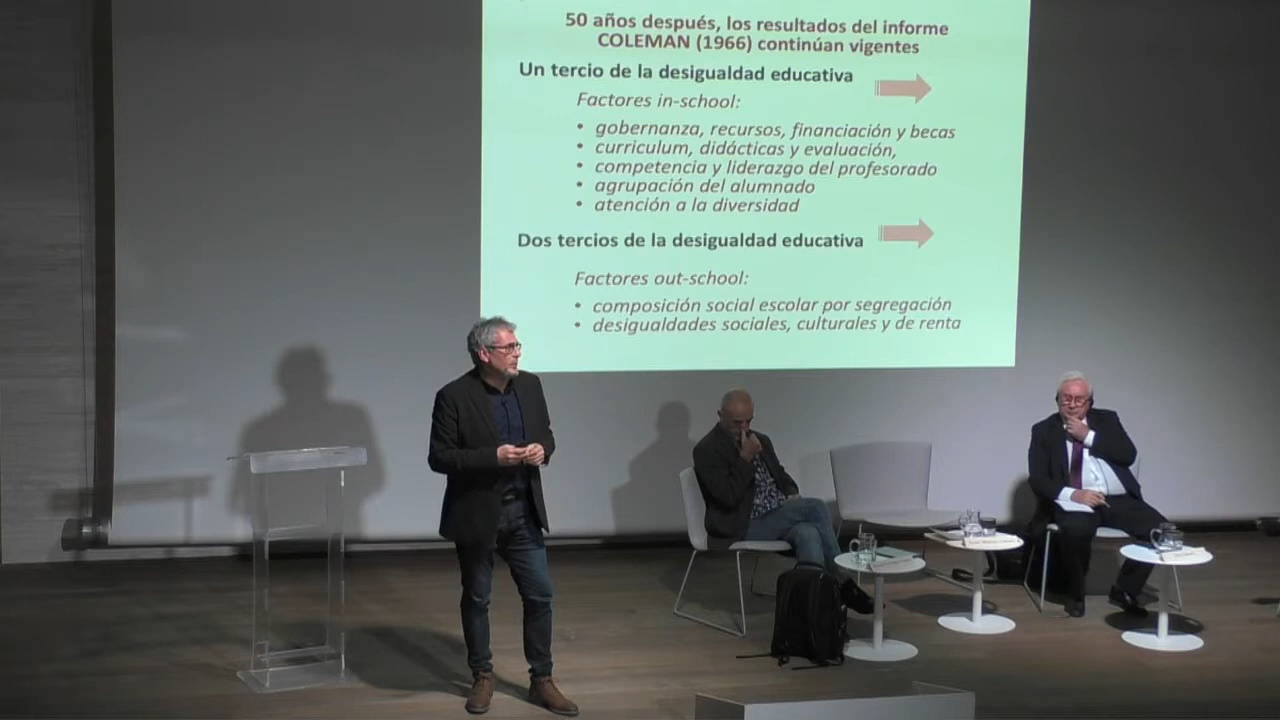 50 años después, los resultados del informe
COLEMAN (1966) continúan vigentes
Un tercio de la desigualdad educativa
Factores in-school:
• gobernanza, recursos, financiación y becas
• curriculum, didácticas y evaluación,
• competencia y liderazgo del profesorado
• agrupación del alumnado
• atención a la diversidad
Dos tercios de la desigualdad educativa
Factores out-school:
• composición social escolar por segregación
• desigualdades sociales, culturales y de renta